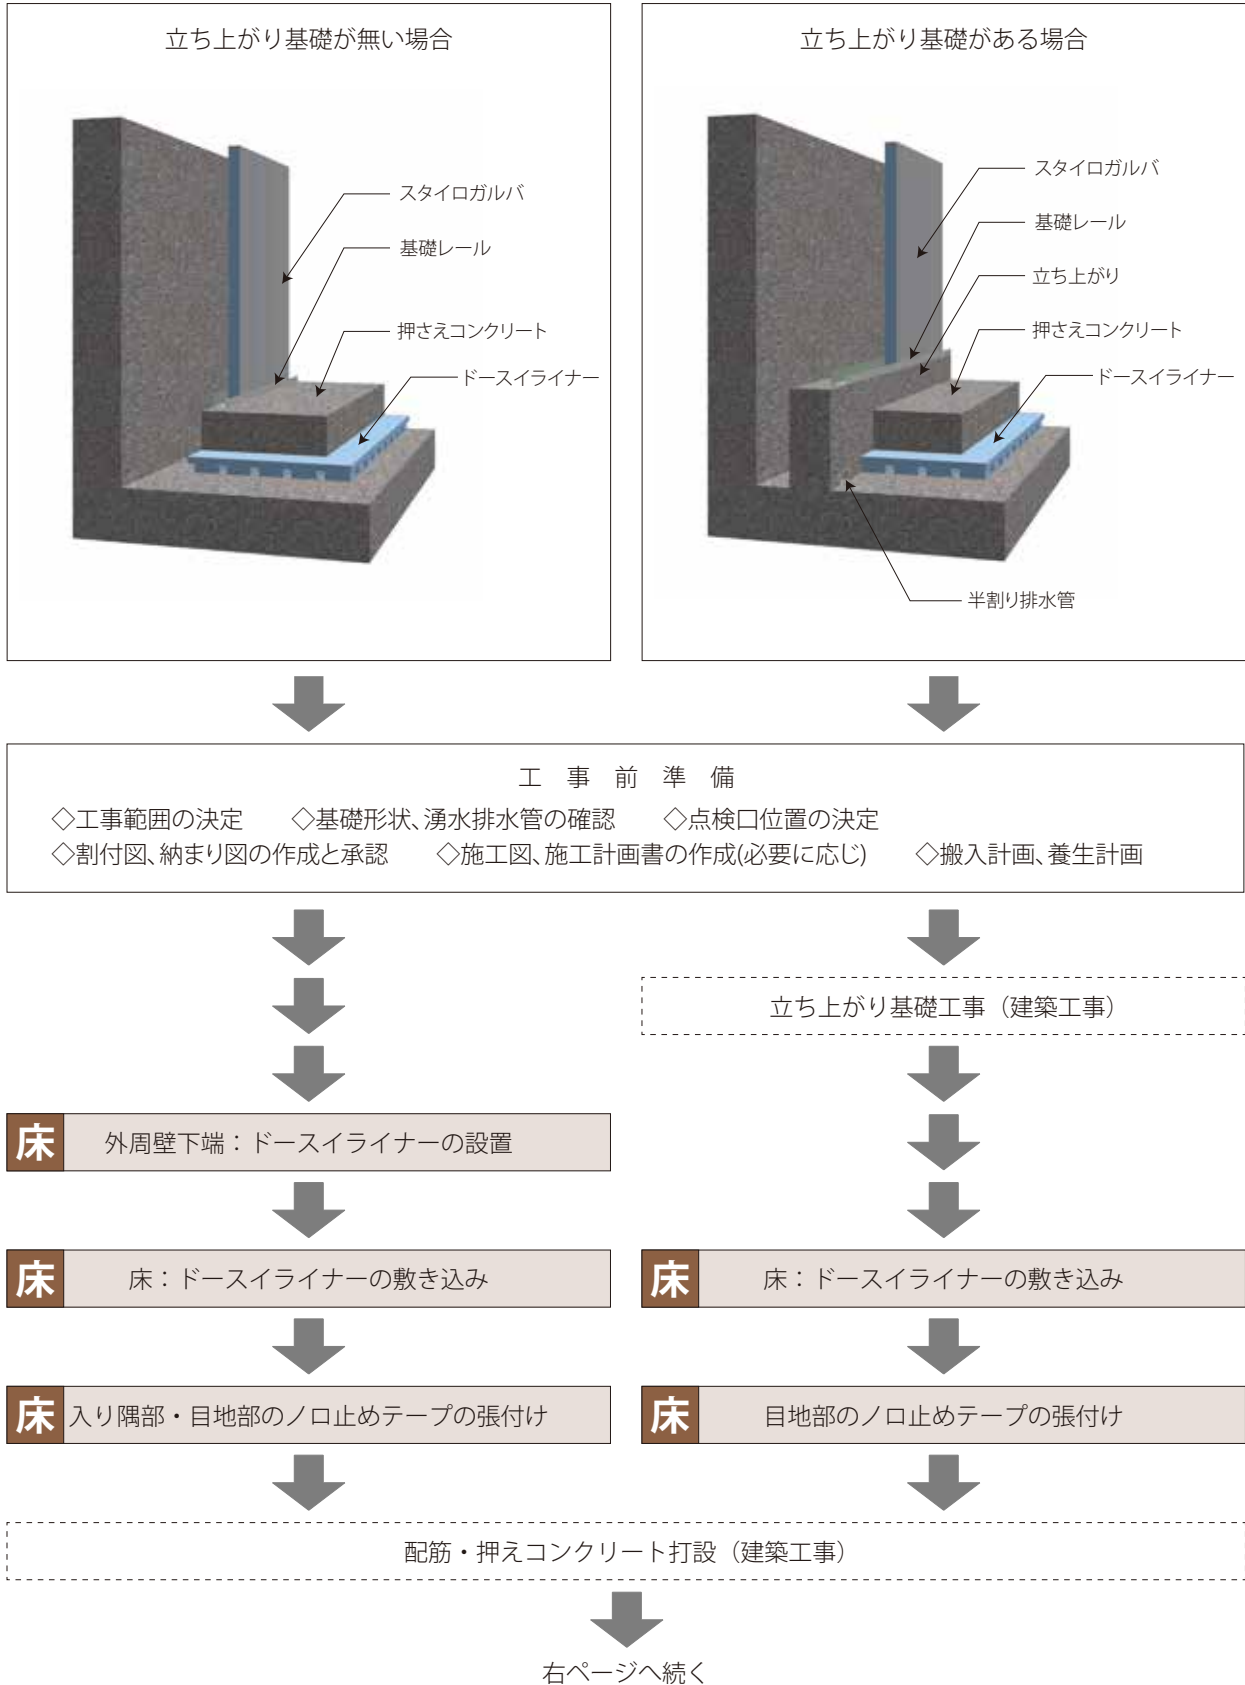 立ち上がり基礎が無い場合
スタイロガルバ
基礎レール
押さえコンクリート
ドースイライナー
立ち上がり基礎がある場合
スタイロガルバ
基礎レール
立ち上がり
押さえコンクリート
ドースイライナー
半割り排水管
工 事 前 準 備
◇工事範囲の決定 ◇基礎形状、湧水排水管の確認 ◇点検口位置の決定
◇割付図、納まり図の作成と承認 ◇施工図、施工計画書の作成(必要に応じ) ◇搬入計画、養生計画
立ち上がり基礎工事（建築工事）
床 外周壁下端：ドースイライナーの設置
床 床：ドースイライナーの敷き込み
床 床：ドースイライナーの敷き込み
床 入り隅部・目地部のノロ止めテープの張付け
床 目地部のノロ止めテープの張付け
配筋・押えコンクリート打設（建築工事）
右ページへ続く